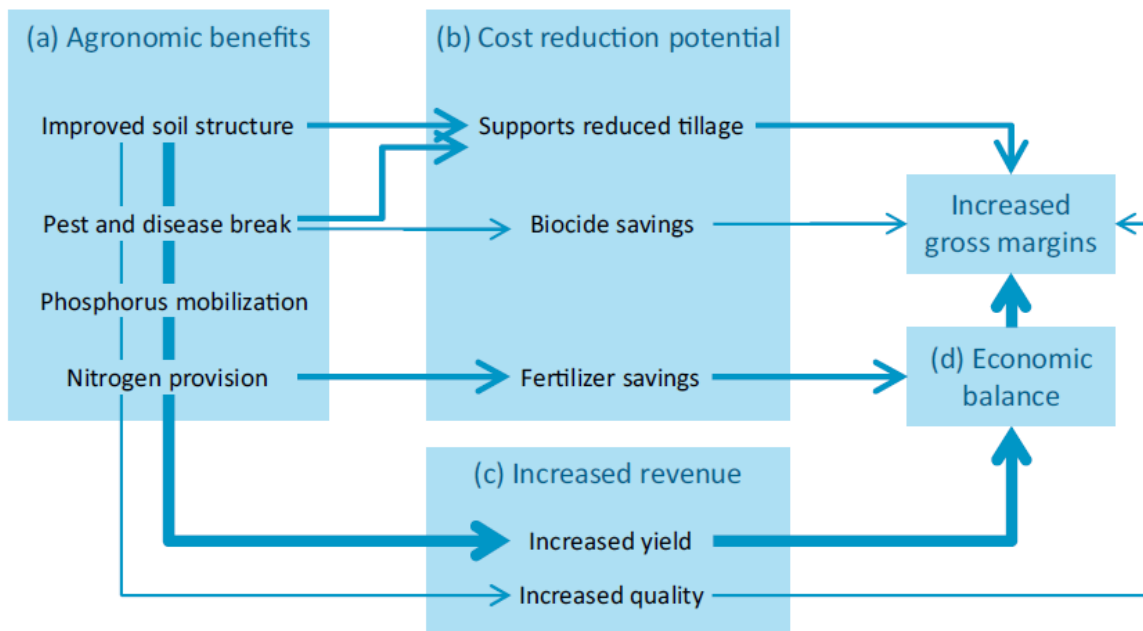 (a) Agronomic benefits
Improved soil structure
Pest and disease break
Phosphorus mobilization
Nitrogen provision
(b) Cost reduction potential
Supports reduced tillage
Biocide savings
Fertilizer savings
(c) Increased revenue
Increased yield
Increased quality
Increased
gross margins
(d) Economic
balance